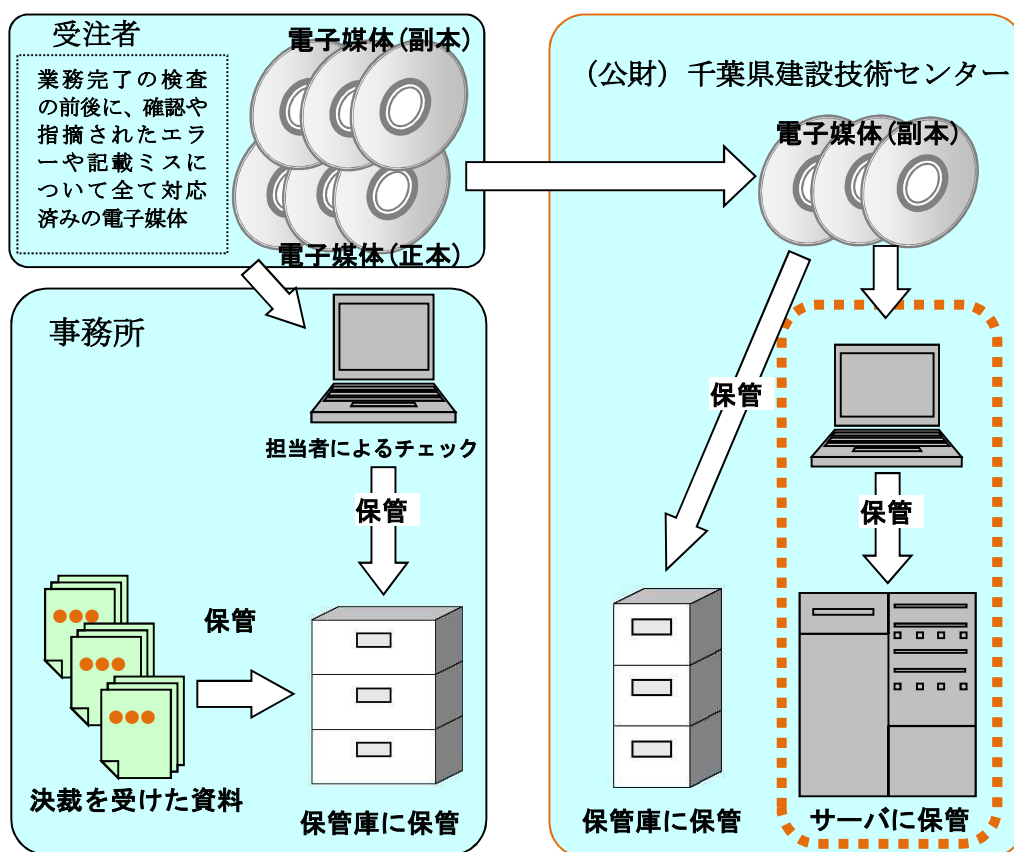 受注者
業務完了の検査
の前後に、確認や
指摘されたエラ
ーや記載ミスに
ついて全て対応
済みの電子媒体
電子媒体(副本)
電子媒体(正本)
事務所
担当者によるチェック
保管
保管
決裁を受けた資料
保管庫に保管
（公財）千葉県建設技術センター
電子媒体(副本)
保管
保管
保管庫に保管
サーバに保管